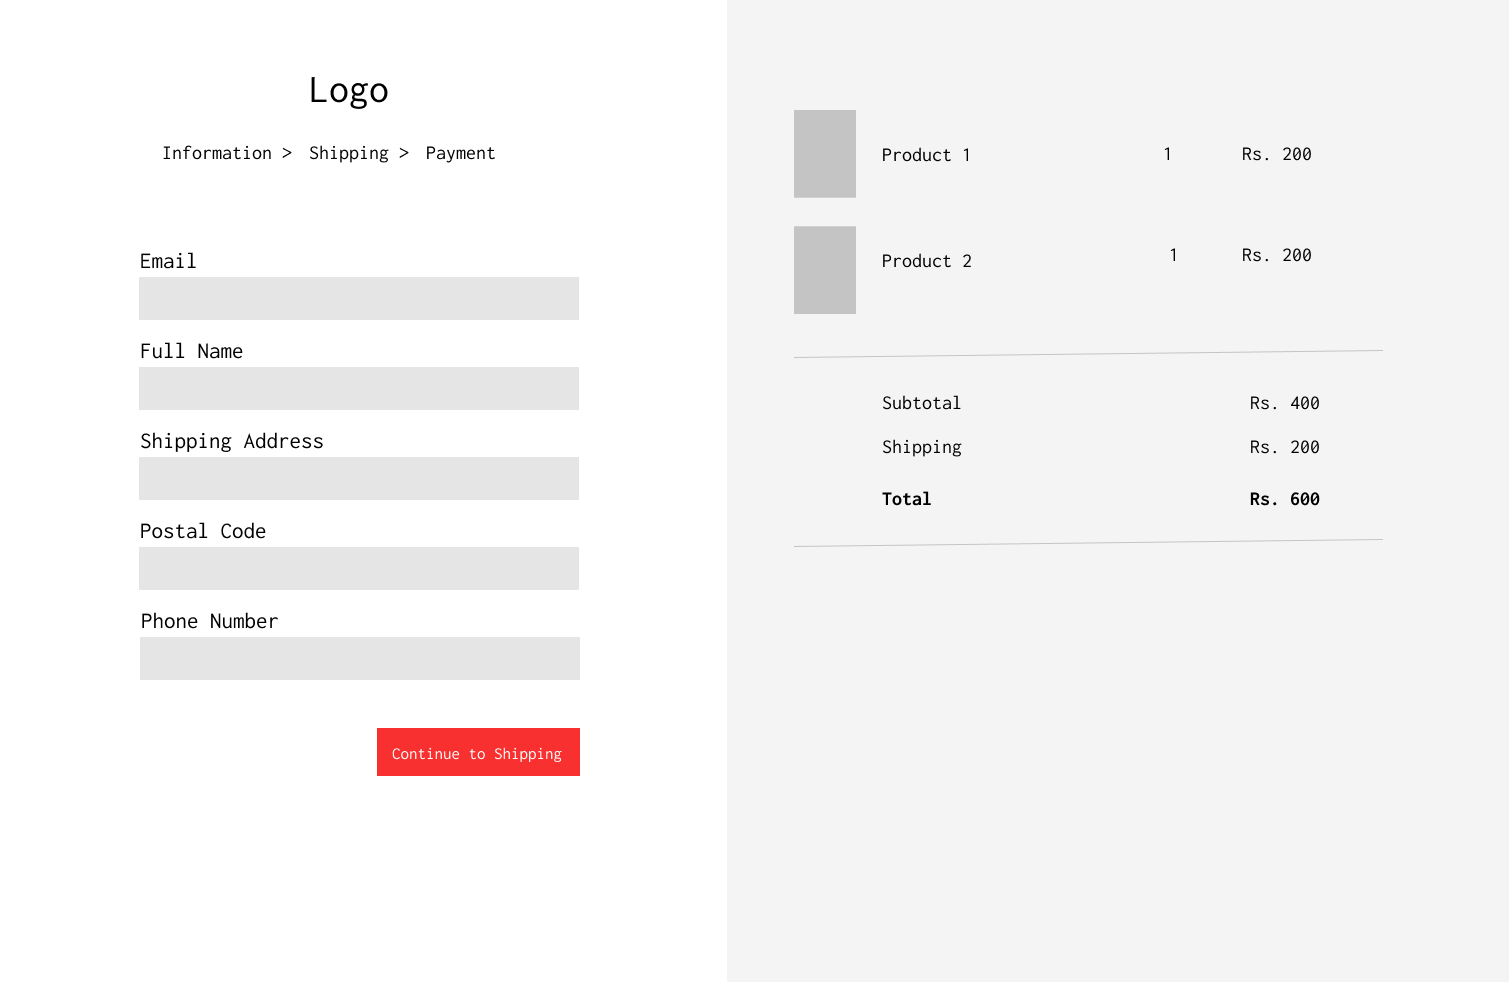 Logo
Information > Shipping > Payment
Email
Full Name
Shipping Address
Postal Code
Phone Number
Continue to Shipping
Product 1 1 Rs. 200
Product 2 1 Rs. 200
Subtotal Rs. 400
Shipping Rs. 200
Total Rs. 600